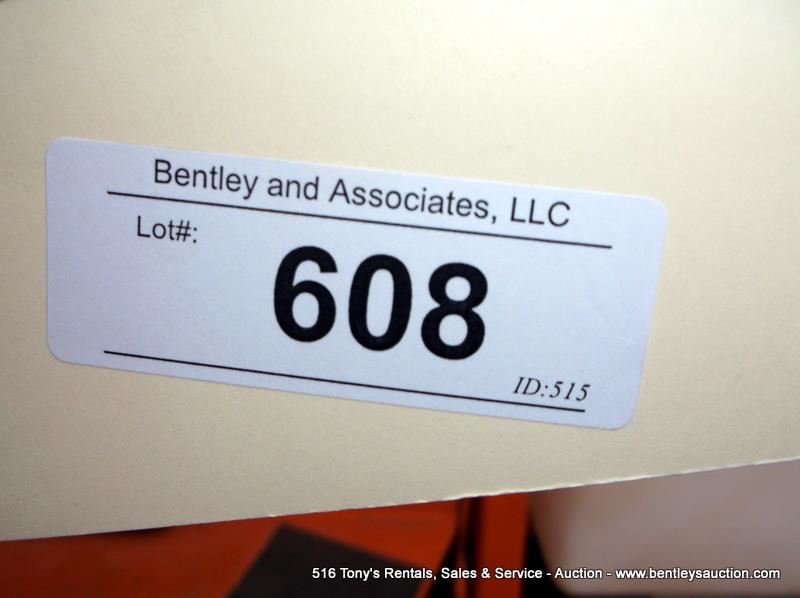 Bentley and Associates, LLC
Lot#:
608
ID:515
516 Tony's Rentals, Sales & Service - Auction - www.bentleysauction.com